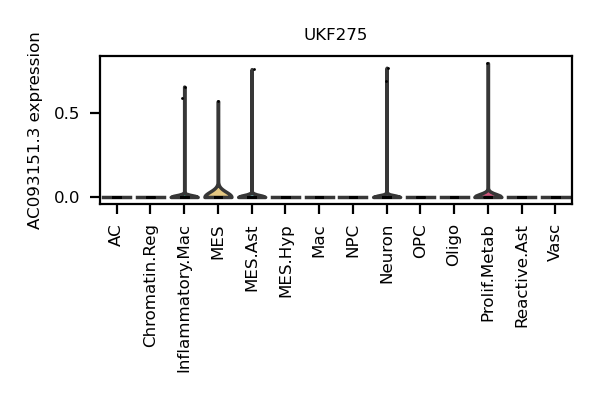 UKF275
AC093151.3 expression
0.5
0.0
AC
Chromatin.Reg
Inflammatory.Mac
MES
MES.Ast
MES.Hyp
Mac
NPC
Neuron
OPC
Oligo
Prolif.Metab
Reactive.Ast
Vasc